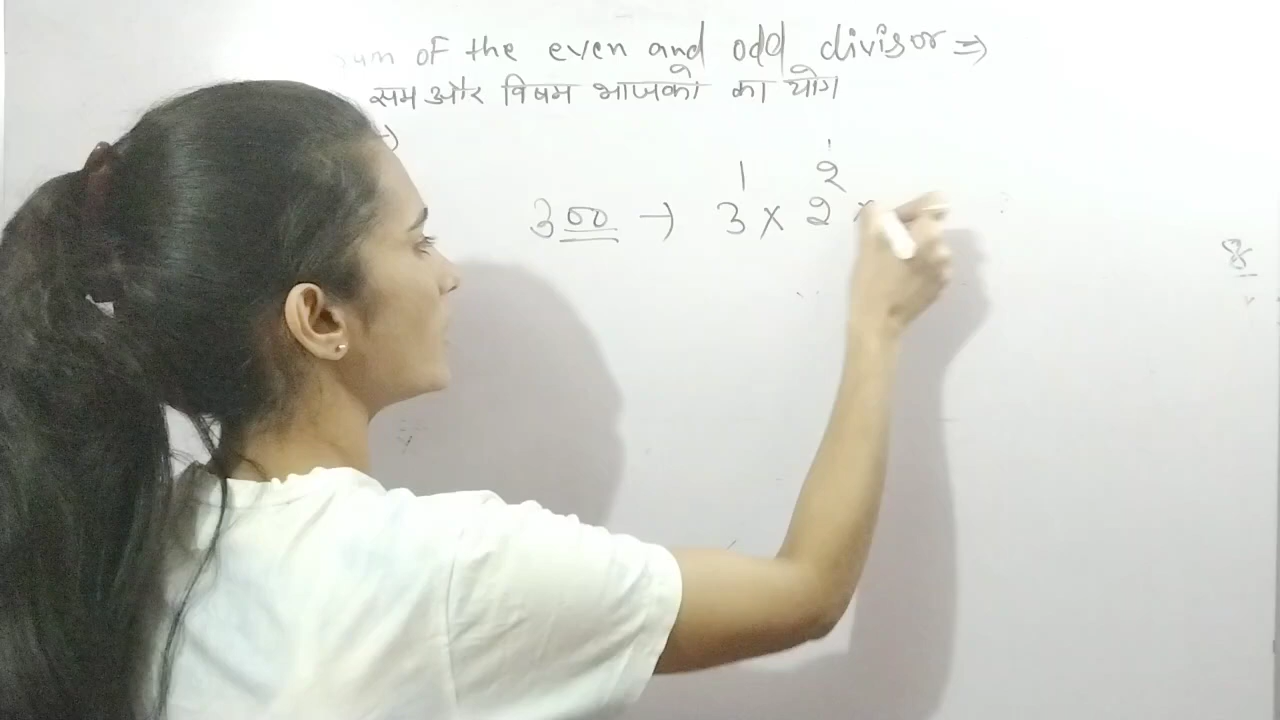 of the even and odd divisor ⇒
सम और विषम भाजको का योग
1 2
300 → 3 × 2 ×
8